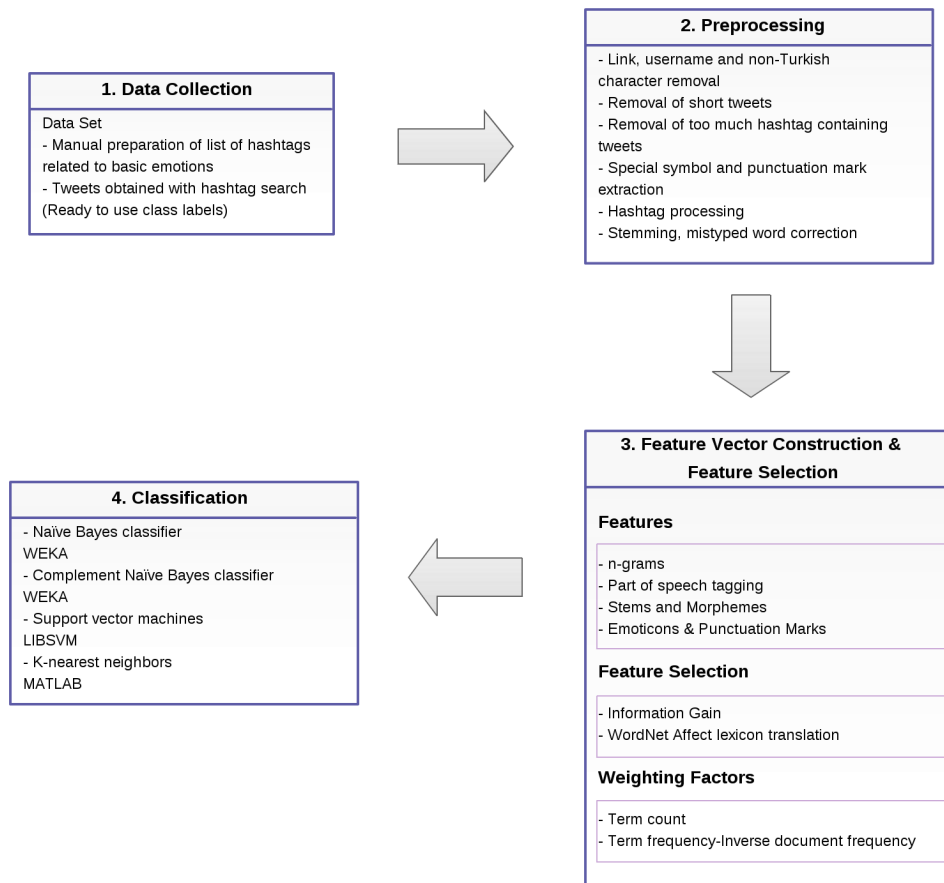 1. Data Collection
Data Set
- Manual preparation of list of hashtags
related to basic emotions
- Tweets obtained with hashtag search
(Ready to use class labels)
2. Preprocessing
- Link, username and non-Turkish
character removal
- Removal of short tweets
- Removal of too much hashtag containing
tweets
- Special symbol and punctuation mark
extraction
- Hashtag processing
- Stemming, mistyped word correction
3. Feature Vector Construction &
Feature Selection
Features
- n-grams
- Part of speech tagging
- Stems and Morphemes
- Emoticons & Punctuation Marks
Feature Selection
- Information Gain
- WordNet Affect lexicon translation
Weighting Factors
- Term count
- Term frequency-Inverse document frequency
4. Classification
- Naïve Bayes classifier
WEKA
- Complement Naïve Bayes classifier
WEKA
- Support vector machines
LIBSVM
- K-nearest neighbors
MATLAB